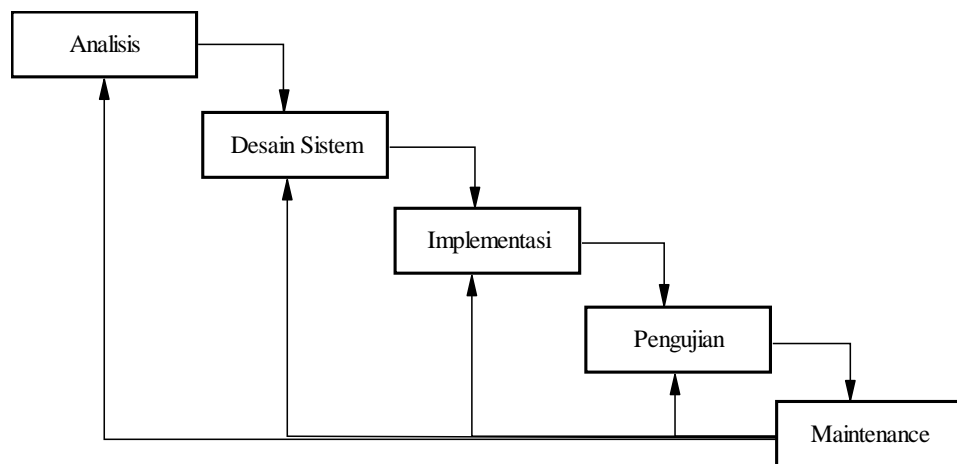 Analisis
Desain Sistem
Implementasi
Pengujian
Maintenance